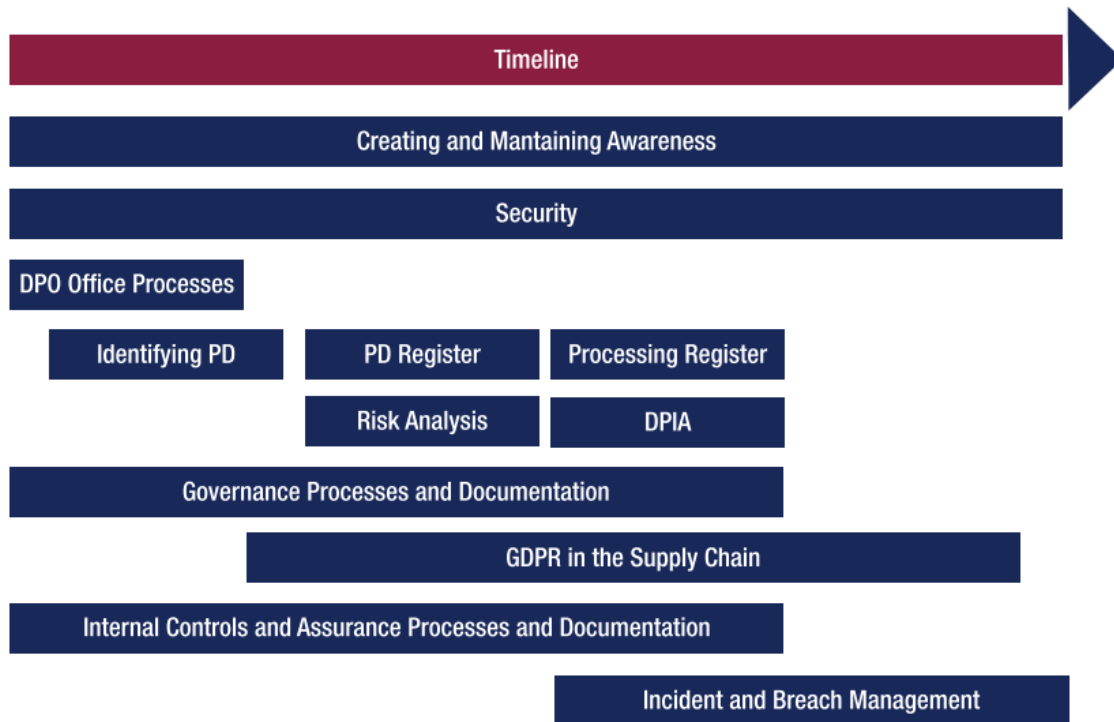 Timeline
Creating and Mantaining Awareness
Security
DPO Office Processes
Identifying PD
PD Register
Processing Register
Risk Analysis
DPIA
Governance Processes and Documentation
GDPR in the Supply Chain
Internal Controls and Assurance Processes and Documentation
Incident and Breach Management